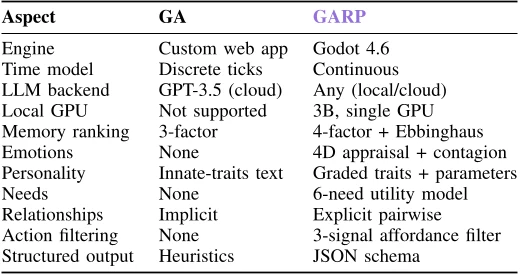 Aspect GA GARP
Engine Custom web app Godot 4.6
Time model Discrete ticks Continuous
LLM backend GPT-3.5 (cloud) Any (local/cloud)
Local GPU Not supported 3B, single GPU
Memory ranking 3-factor 4-factor + Ebbinghaus
Emotions None 4D appraisal + contagion
Personality Innate-traits text Graded traits + parameters
Needs None 6-need utility model
Relationships Implicit Explicit pairwise
Action filtering None 3-signal affordance filter
Structured output Heuristics JSON schema